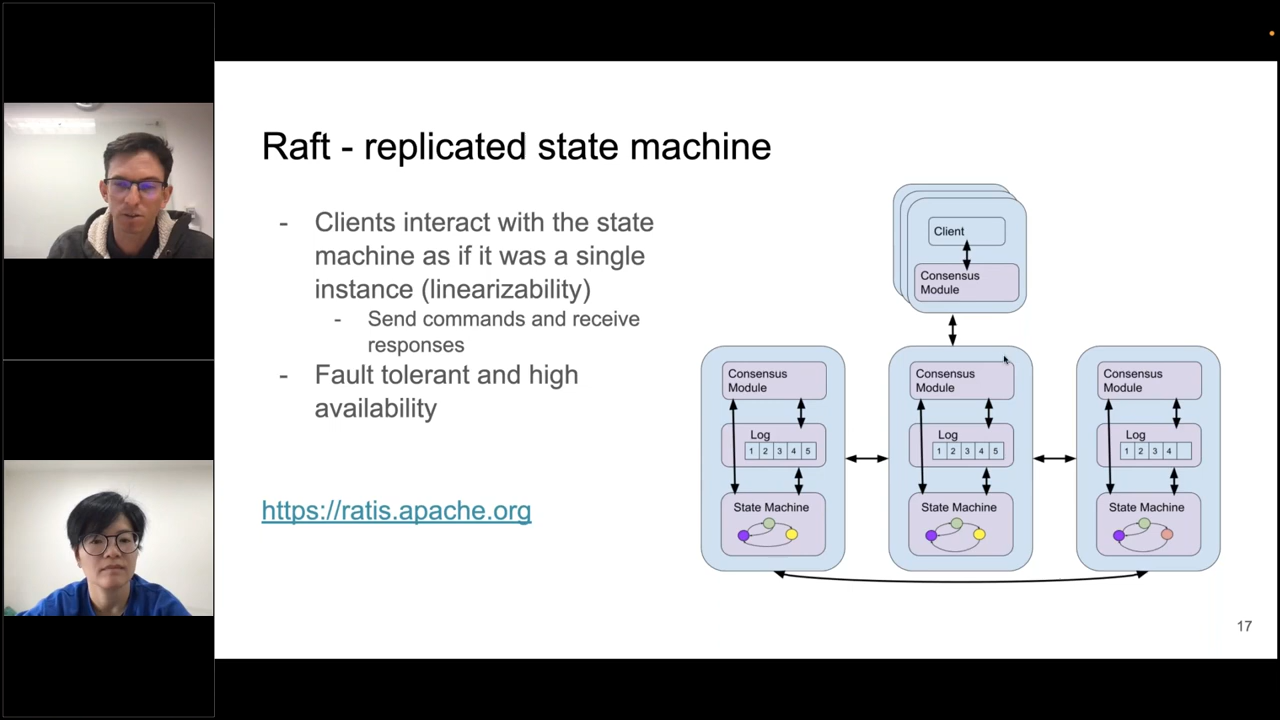 Raft - replicated state machine
- Clients interact with the state
machine as if it was a single
instance (linearizability)
- Send commands and receive
responses
- Fault tolerant and high
availability
https://ratis.apache.org
Client
Consensus
Module
Consensus
Module
Log
1 2 3 4 5
State Machine
Consensus
Module
Log
1 2 3 4 5
State Machine
Consensus
Module
Log
1 2 3 4
State Machine
17